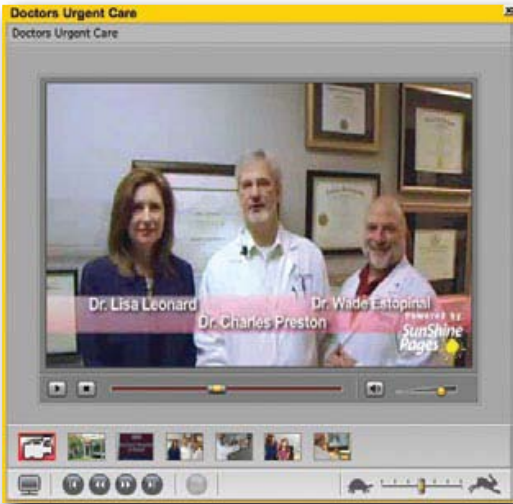 Doctors Urgent Care
Doctors Urgent Care
Dr. Lisa Leonard
Dr. Wade Estopinal
Dr. Charles Preston
Powered by
SunShine
Pages